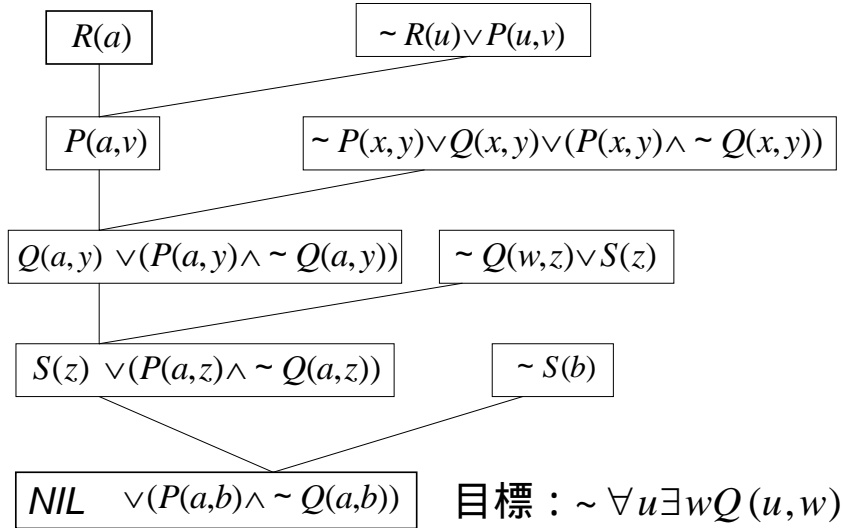 R(a)
~ R(u)∨P(u,v)
P(a,v)
~ P(x,y)∨Q(x,y)∨(P(x,y)∧ ~ Q(x,y))
Q(a,y) ∨(P(a,y)∧ ~ Q(a,y))
~ Q(w,z)∨S(z)
S(z) ∨(P(a,z)∧ ~ Q(a,z))
~ S(b)
NIL ∨(P(a,b)∧ ~ Q(a,b))
目標：~ ∀u∃wQ(u,w)